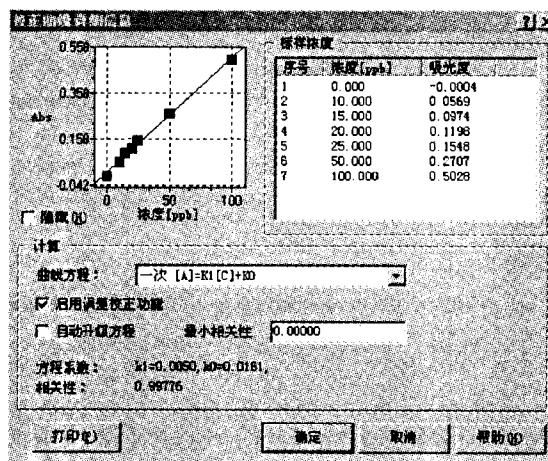 校正曲线详细信息
标样浓度
序号 浓度[ppb] 吸光度
1 0.000 -0.0004
2 10.000 0.0569
3 15.000 0.0974
4 20.000 0.1198
5 25.000 0.1548
6 50.000 0.2707
7 100.000 0.5028
0.550
0.350
Abs
0.150
-0.042
0 50 100
浓度[ppb]
隐藏(H)
计算
曲线方程: 一次 [A]=K1[C]+K0
启用误差校正功能
自动升级方程 最小相关性 0.00000
方程系数: k1=0.0050,k0=0.0181,
相关性: 0.99776
打印(P) 确定 取消 帮助(H)